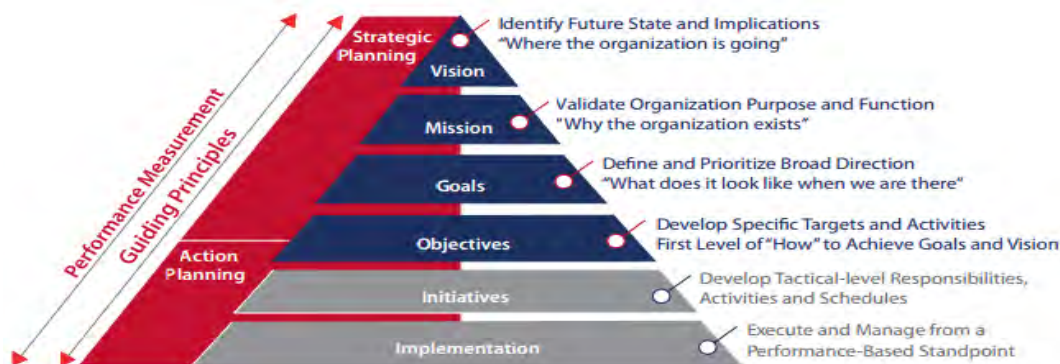 Performance Measurement
Guiding Principles
Strategic
Planning
Action
Planning
Vision
Identify Future State and Implications
"Where the organization is going"
Mission
Validate Organization Purpose and Function
"Why the organization exists"
Goals
Define and Prioritize Broad Direction
"What does it look like when we are there"
Objectives
Develop Specific Targets and Activities
First Level of "How" to Achieve Goals and Vision
Initiatives
Develop Tactical-level Responsibilities,
Activities and Schedules
Implementation
Execute and Manage from a
Performance-Based Standpoint